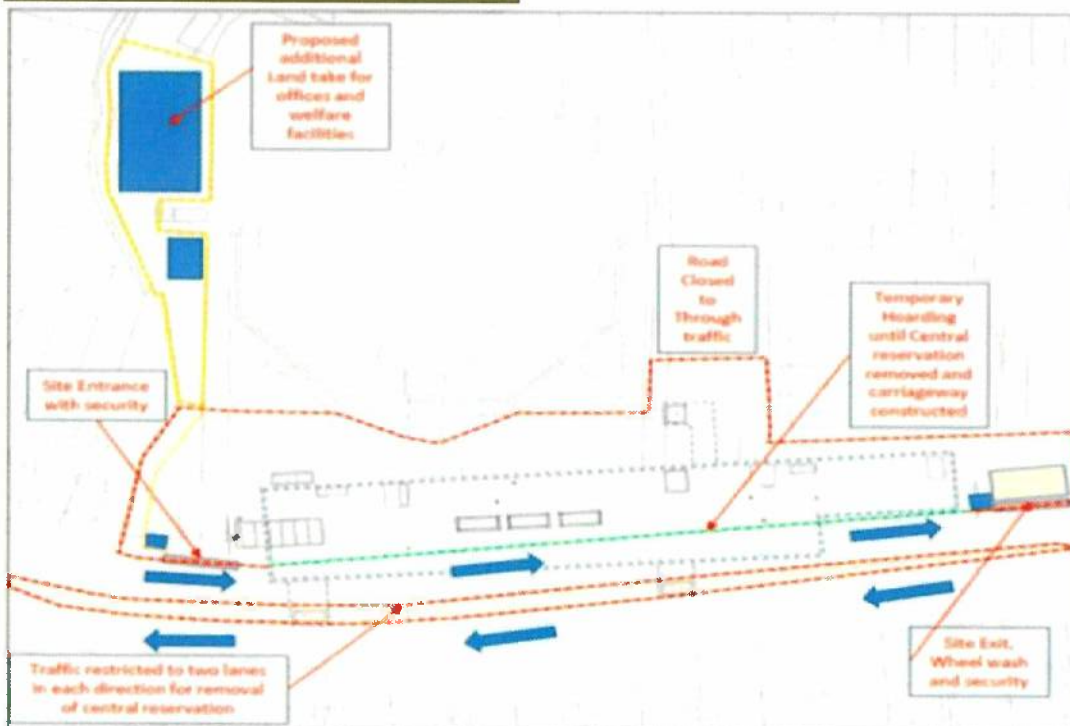 Proposed
additional
Land take for
offices and
welfare
facilities
Road
Closed
to
Through
traffic
Temporary
Hoarding
until Central
reservation
removed and
carriageway
constructed
Site Entrance
with security
Traffic restricted to two lanes
in each direction for removal
of central reservation
Site Exit,
Wheel wash
and security